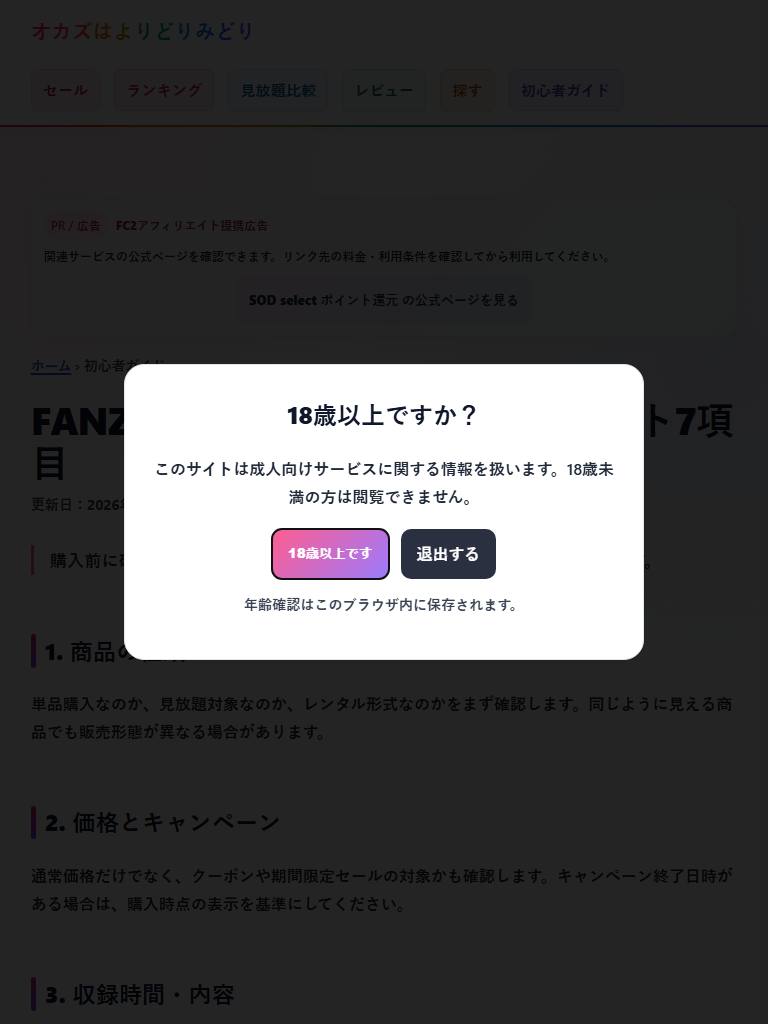 オカズはよりどりみどり
セール ランキング 見放題比較 レビュー 探す 初心者ガイド
PR / 広告 FC2アフィリエイト提携広告
関連サービスの公式ページを確認できます。リンク先の料金・利用条件を確認してから利用してください。
SOD select ポイント還元 の公式ページを見る
ホーム › 初心者ガイド
FANZ ト7項
目
更新日：2026年
購入前に 。
18歳以上ですか？
このサイトは成人向けサービスに関する情報を扱います。18歳未
満の方は閲覧できません。
18歳以上です 退出する
年齢確認はこのブラウザ内に保存されます。
1. 商品の
単品購入なのか、見放題対象なのか、レンタル形式なのかをまず確認します。同じように見える商
品でも販売形態が異なる場合があります。
2. 価格とキャンペーン
通常価格だけでなく、クーポンや期間限定セールの対象かも確認します。キャンペーン終了日時が
ある場合は、購入時点の表示を基準にしてください。
3. 収録時間・内容